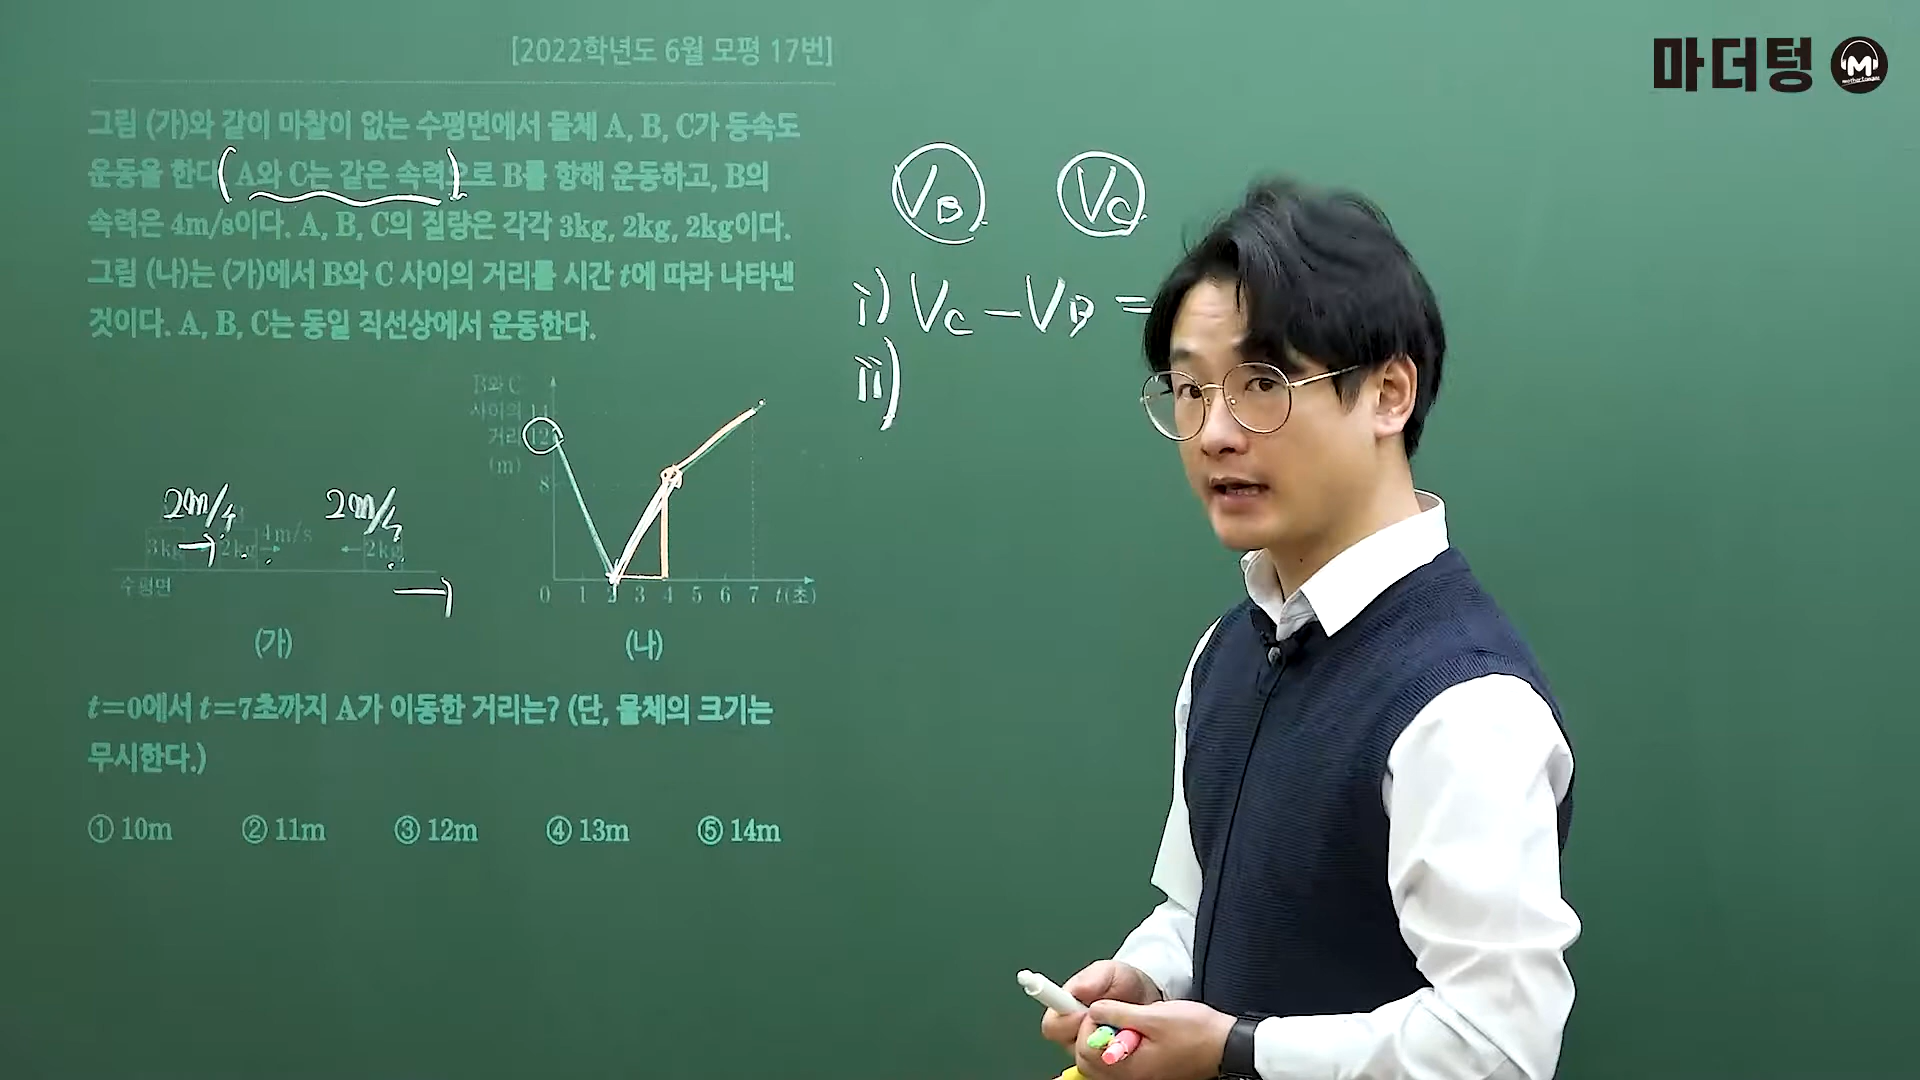 [2022학년도 6월 모평 17번]
마더텅 M
그림 (가)와 같이 마찰이 없는 수평면에서 물체 A, B, C가 등속도
운동을 한다. A와 C는 같은 속력으로 B를 향해 운동하고, B의
속력은 4m/s이다. A, B, C의 질량은 각각 3kg, 2kg, 2kg이다.
그림 (나)는 (가)에서 B와 C 사이의 거리를 시간 t에 따라 나타낸
것이다. A, B, C는 동일 직선상에서 운동한다.
VB VC
i) VC - VB =
ii)
B와 C
사이의
거리 12
(m)
8
2m/s 2m/s
3kg 2kg 4m/s 2kg
수평면
0 1 2 3 4 5 6 7 t(초)
(가) (나)
t=0에서 t=7초까지 A가 이동한 거리는? (단, 물체의 크기는
무시한다.)
① 10m ② 11m ③ 12m ④ 13m ⑤ 14m